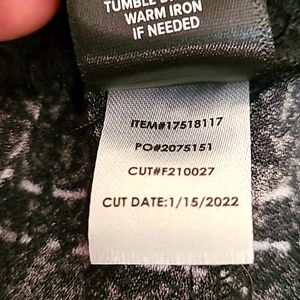 TUMBLE
WARM IRON
IF NEEDED
ITEM#17518117
PO#2075151
CUT#F210027
CUT DATE:1/15/2022